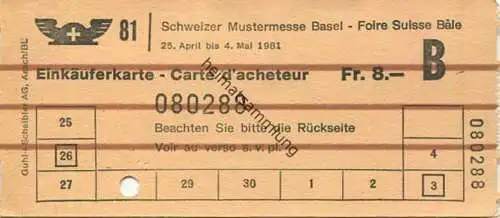 81
Schweizer Mustermesse Basel - Foire Suisse Bâle
25. April bis 4. Mai 1981
B
Einkäuferkarte - Carte d'acheteur Fr. 8.—
080288
Beachten Sie bitte die Rückseite
Voir au verso s. v. pl.
25
26 4
27 29 30 1 2 3
080288
Guhl+Scheibler AG, Aesch/BL
heimatsammlung